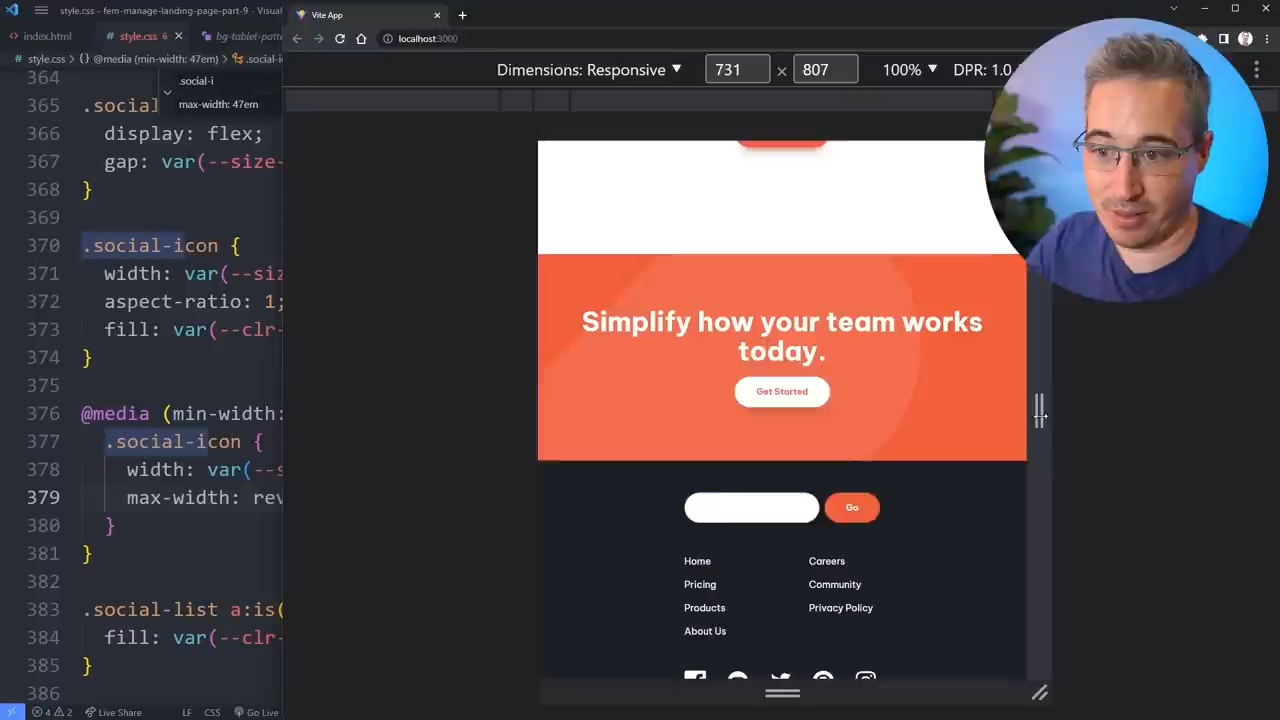 style.css - fem-manage-landing-page-part-9 - Visual
index.html
style.css 6
bg-tablet-patt
# style.css > {} @media (min-width: 47em) > .social-i
.social-i
max-width: 47em
364
365 .social
366 display: flex;
367 gap: var(--size-
368 }
369
370 .social-icon {
371 width: var(--siz
372 aspect-ratio: 1;
373 fill: var(--clr-
374 }
375
376 @media (min-width:
377 .social-icon {
378 width: var(--s
379 max-width: rev
380 }
381 }
382
383 .social-list a:is(
384 fill: var(--clr-
385 }
386
4 2 Live Share LF CSS Go Live
Vite App
localhost:3000
Dimensions: Responsive 731 × 807 100% DPR: 1.0
Simplify how your team works
today.
Get Started
Go
Home
Careers
Pricing
Community
Products
Privacy Policy
About Us